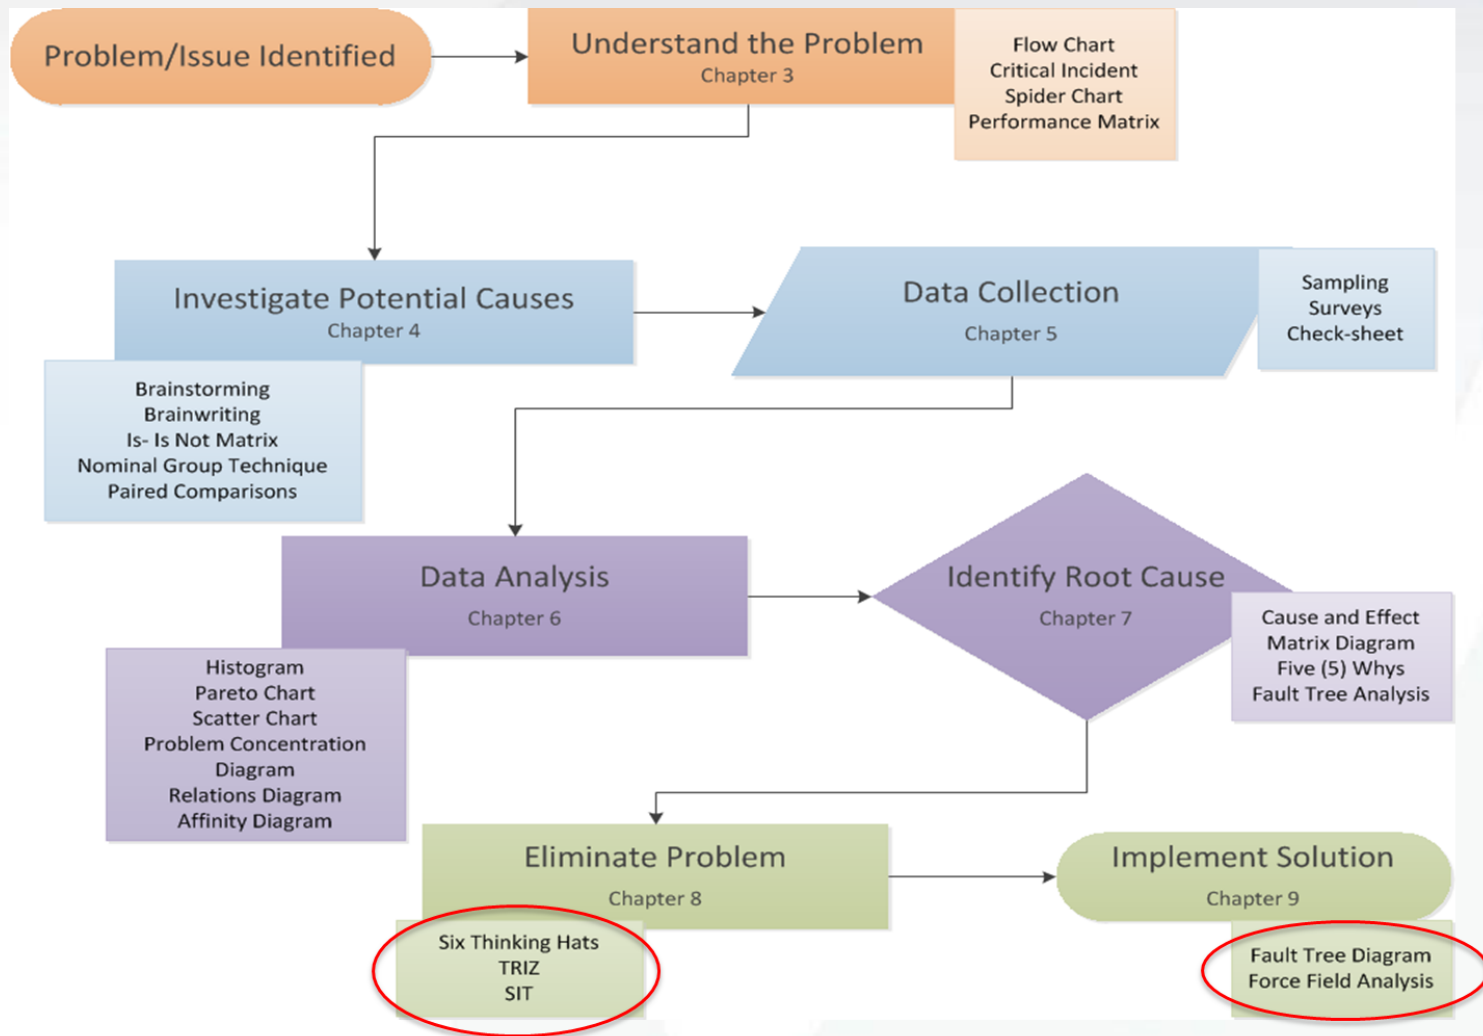 Problem/Issue Identified
Understand the Problem
Chapter 3
Flow Chart
Critical Incident
Spider Chart
Performance Matrix
Investigate Potential Causes
Chapter 4
Brainstorming
Brainwriting
Is- Is Not Matrix
Nominal Group Technique
Paired Comparisons
Data Collection
Chapter 5
Sampling
Surveys
Check-sheet
Data Analysis
Chapter 6
Histogram
Pareto Chart
Scatter Chart
Problem Concentration
Diagram
Relations Diagram
Affinity Diagram
Identify Root Cause
Chapter 7
Cause and Effect
Matrix Diagram
Five (5) Whys
Fault Tree Analysis
Eliminate Problem
Chapter 8
Six Thinking Hats
TRIZ
SIT
Implement Solution
Chapter 9
Fault Tree Diagram
Force Field Analysis